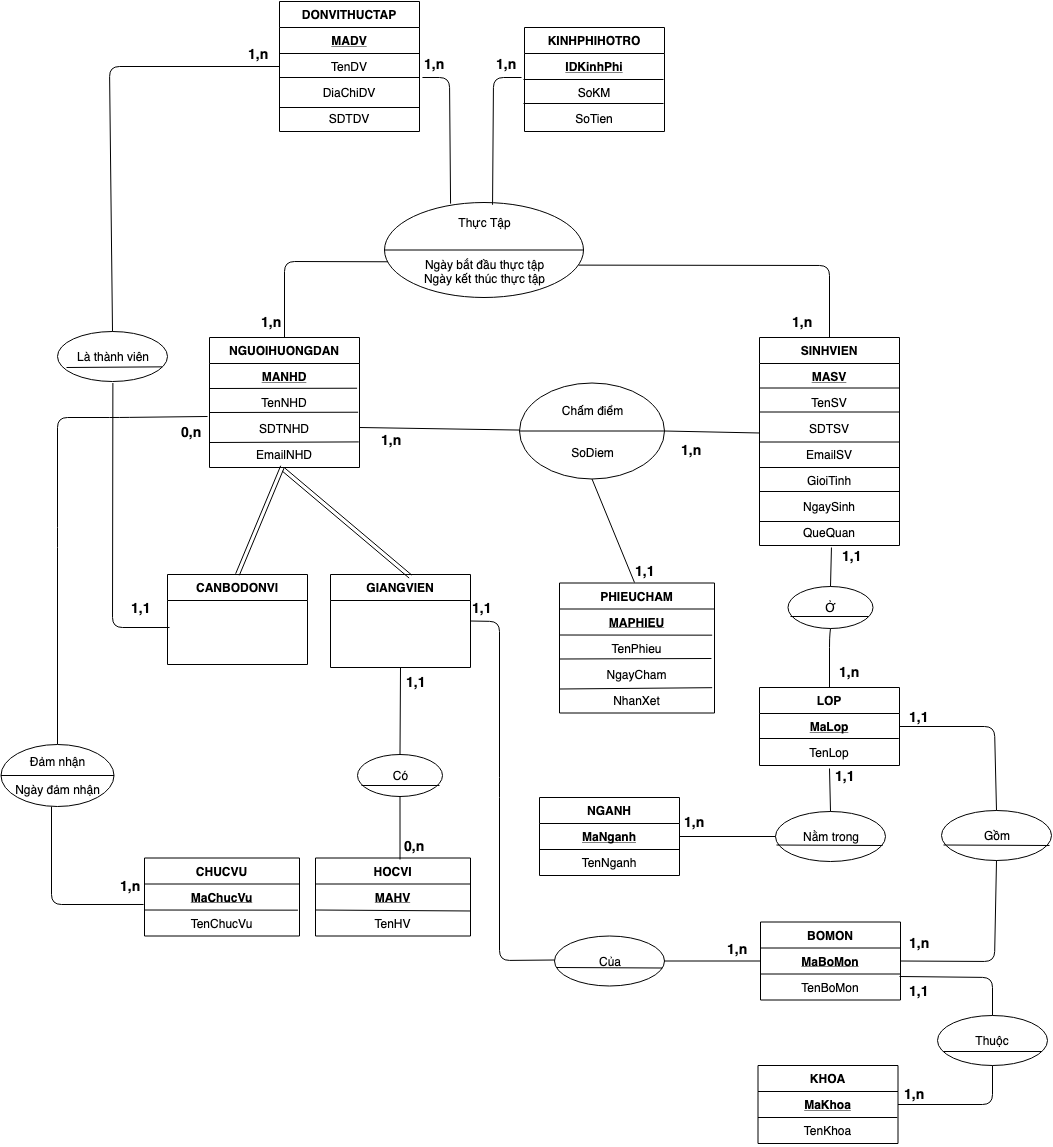 DONVITHUCTAP
MADV
TenDV
DiaChiDV
SDTDV
1,n
1,n
KINHPHIHOTRO
IDKinhPhi
SoKM
SoTien
1,n
Thực Tập
Ngày bắt đầu thực tập
Ngày kết thúc thực tập
1,n
1,n
Là thành viên
NGUOIHUONGDAN
MANHD
TenNHD
SDTNHD
EmailNHD
0,n
1,n
Chấm điểm
SoDiem
1,n
SINHVIEN
MASV
TenSV
SDTSV
EmailSV
GioiTinh
NgaySinh
QueQuan
1,1
CANBODONVI
1,1
GIANGVIEN
1,1
1,1
1,1
PHIEUCHAM
MAPHIEU
TenPhieu
NgayCham
NhanXet
Ở
1,n
LOP
MaLop
TenLop
1,1
1,1
Đảm nhận
Ngày đảm nhận
Có
NGANH
MaNganh
TenNganh
1,n
Nằm trong
Gồm
1,n
CHUCVU
MaChucVu
TenChucVu
0,n
HOCVI
MAHV
TenHV
Của
1,n
BOMON
MaBoMon
TenBoMon
1,n
1,1
Thuộc
KHOA
MaKhoa
TenKhoa
1,n